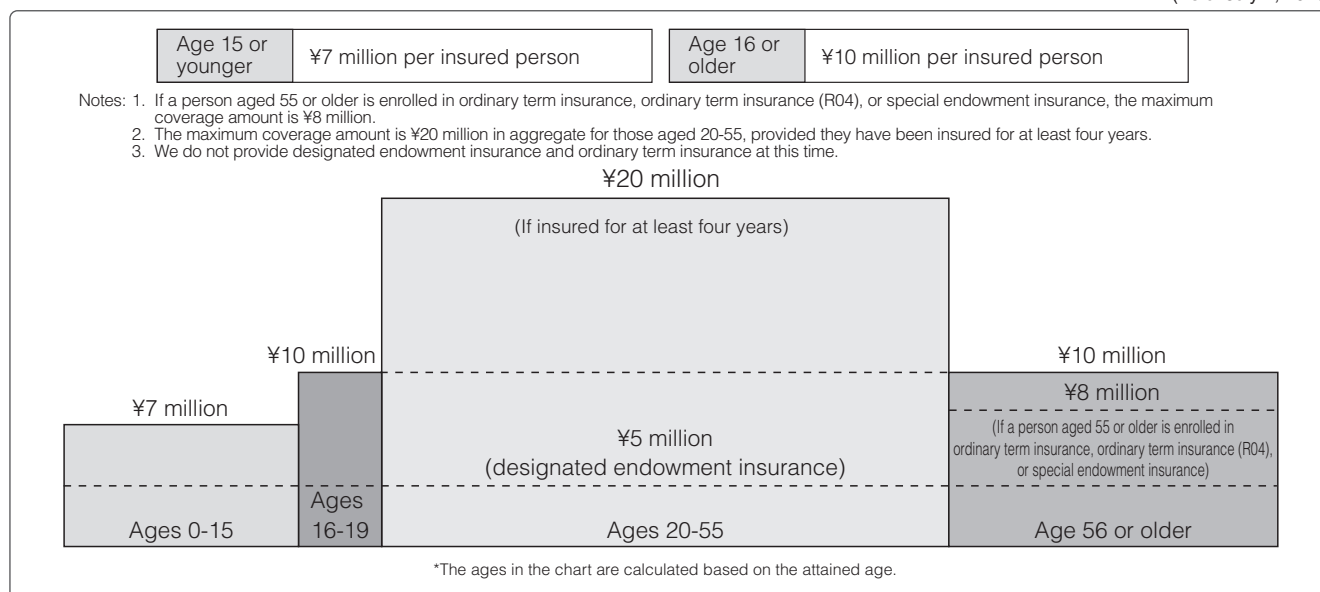 Age 15 or younger
¥7 million per insured person
Age 16 or older
¥10 million per insured person
Notes: 1. If a person aged 55 or older is enrolled in ordinary term insurance, ordinary term insurance (R04), or special endowment insurance, the maximum
coverage amount is ¥8 million.
2. The maximum coverage amount is ¥20 million in aggregate for those aged 20-55, provided they have been insured for at least four years.
3. We do not provide designated endowment insurance and ordinary term insurance at this time.
¥20 million
(If insured for at least four years)
¥10 million
¥10 million
¥7 million
¥8 million
(If a person aged 55 or older is enrolled in
ordinary term insurance, ordinary term insurance (R04),
or special endowment insurance)
¥5 million
(designated endowment insurance)
Ages 0-15
Ages
16-19
Ages 20-55
Age 56 or older
*The ages in the chart are calculated based on the attained age.